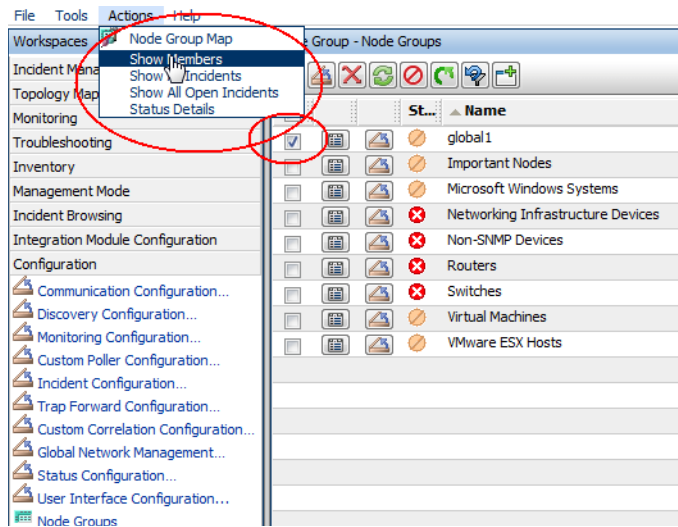 File Tools Actions Help
Workspaces
Node Group Map
Group - Node Groups
Show Members
Show Incidents
Show All Open Incidents
Status Details
Incident Mana
Topology Map
Monitoring
Troubleshooting
Inventory
Management Mode
Incident Browsing
Integration Module Configuration
Configuration
Communication Configuration...
Discovery Configuration...
Monitoring Configuration...
Custom Poller Configuration...
Incident Configuration...
Trap Forward Configuration...
Custom Correlation Configuration...
Global Network Management...
Status Configuration...
User Interface Configuration...
Node Groups
St... Name
global1
Important Nodes
Microsoft Windows Systems
Networking Infrastructure Devices
Non-SNMP Devices
Routers
Switches
Virtual Machines
VMware ESX Hosts